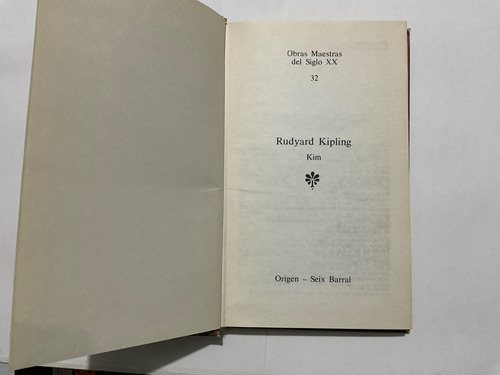 Obras Maestras
del Siglo XX
32
Rudyard Kipling
Kim
Origen – Seix Barral